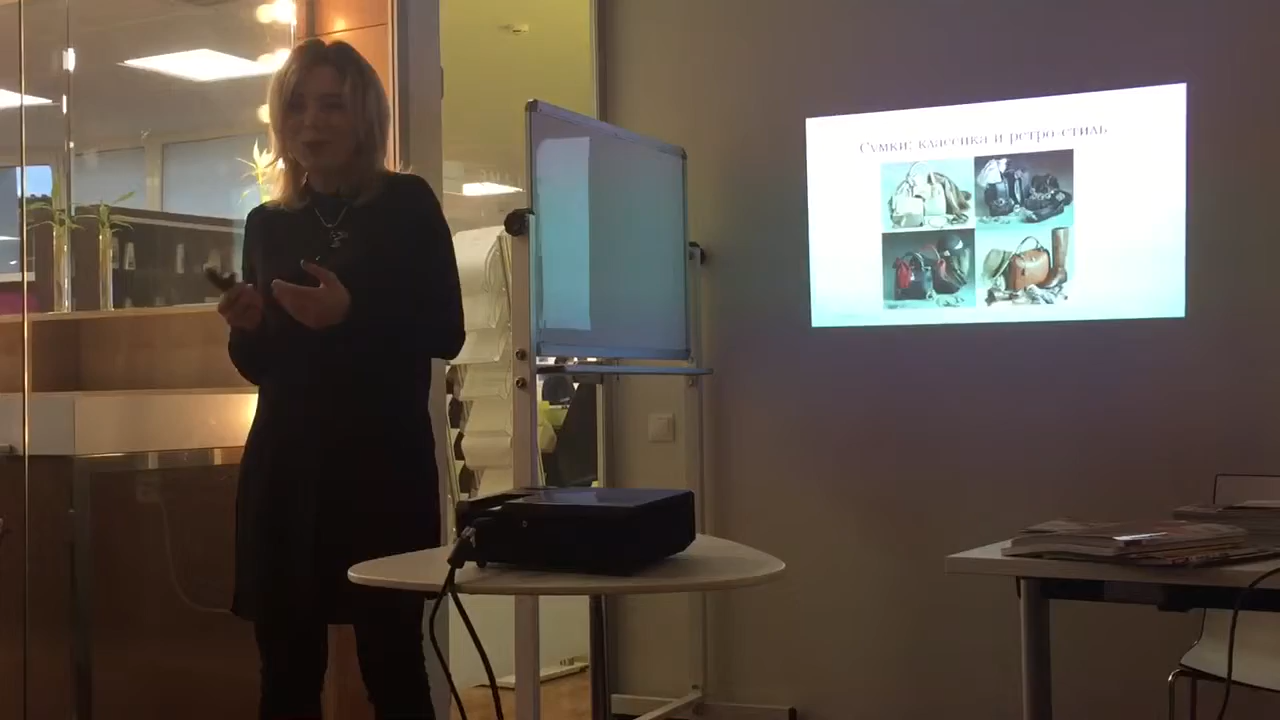 Сумки: классика и ретро-стиль